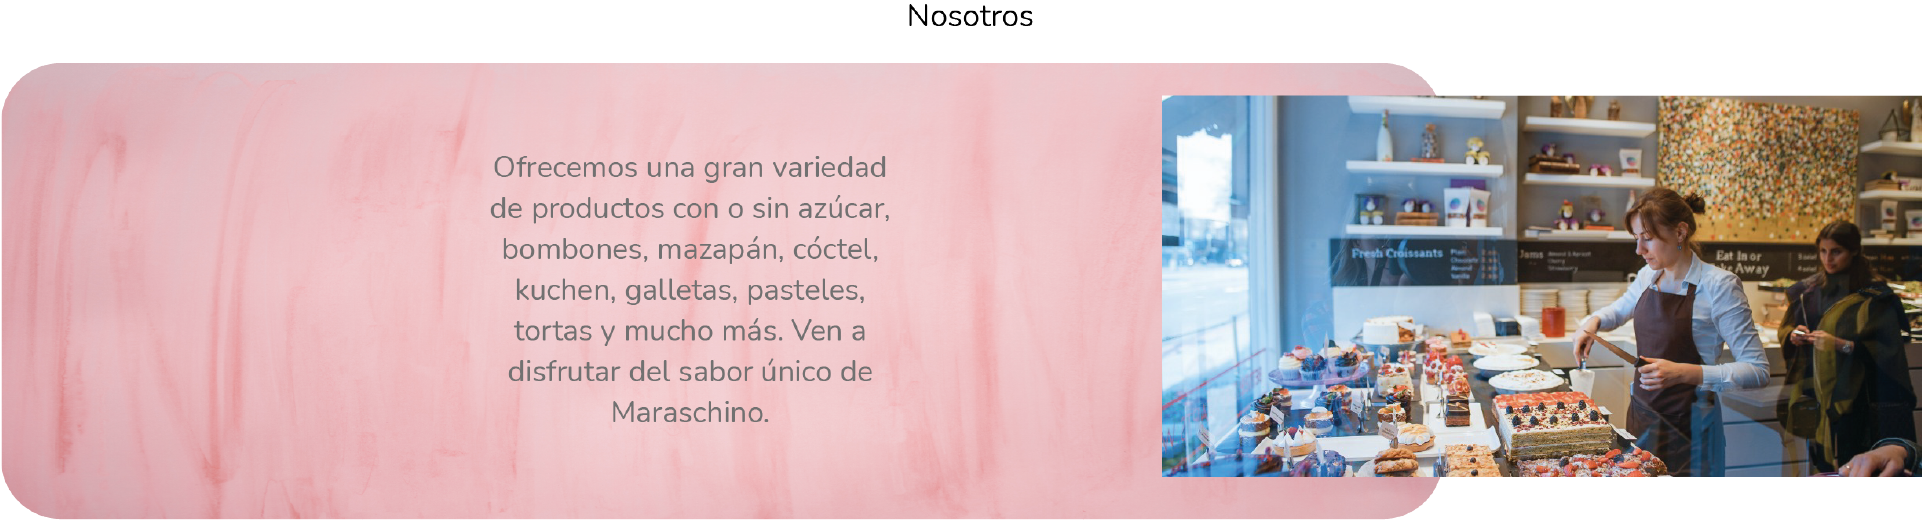 Nosotros
Ofrecemos una gran variedad
de productos con o sin azúcar,
bombones, mazapán, cóctel,
kuchen, galletas, pasteles,
tortas y mucho más. Ven a
disfrutar del sabor único de
Maraschino.
Fresh Croissants
Jams
Eat In or
Away